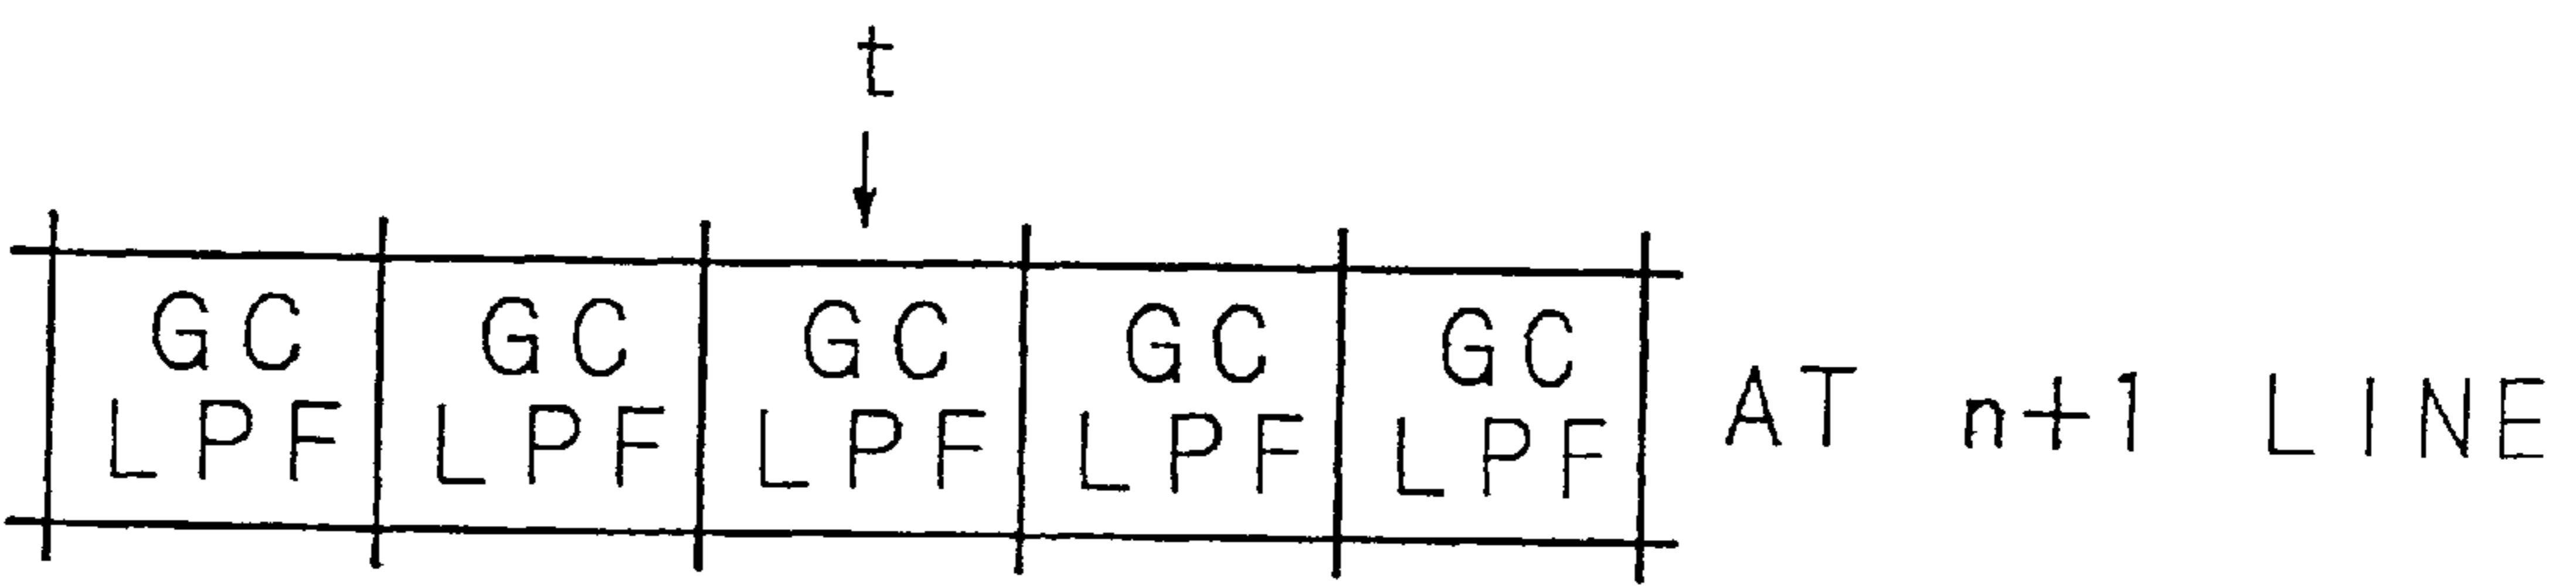 t
GC GC GC GC GC
LPF LPF LPF LPF LPF
AT n+1 LINE